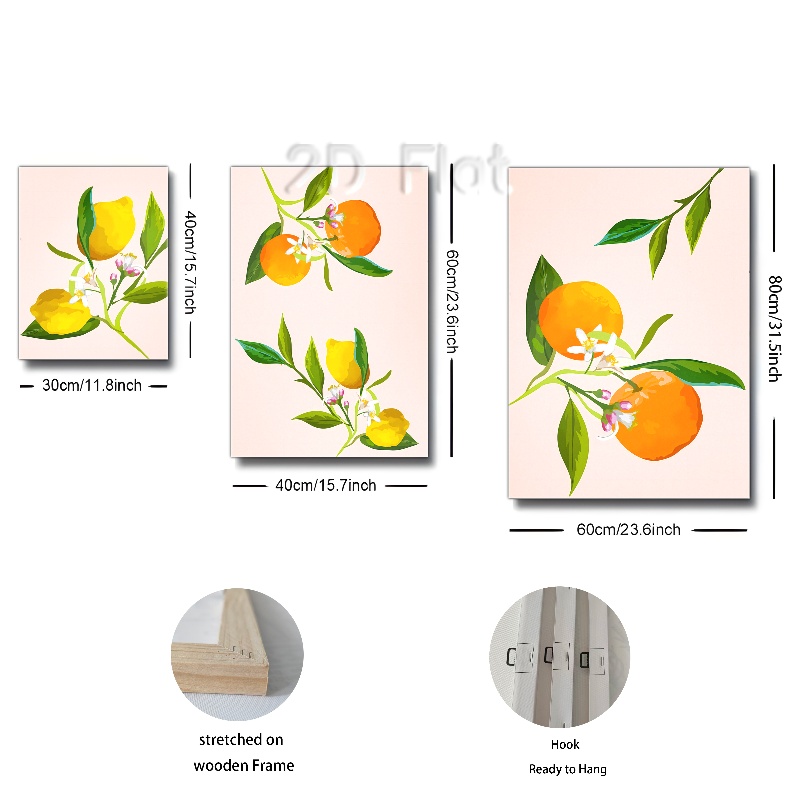 2D Flat
40cm/15.7inch
30cm/11.8inch
60cm/23.6inch
40cm/15.7inch
80cm/31.5inch
60cm/23.6inch
stretched on
wooden Frame
Hook
Ready to Hang